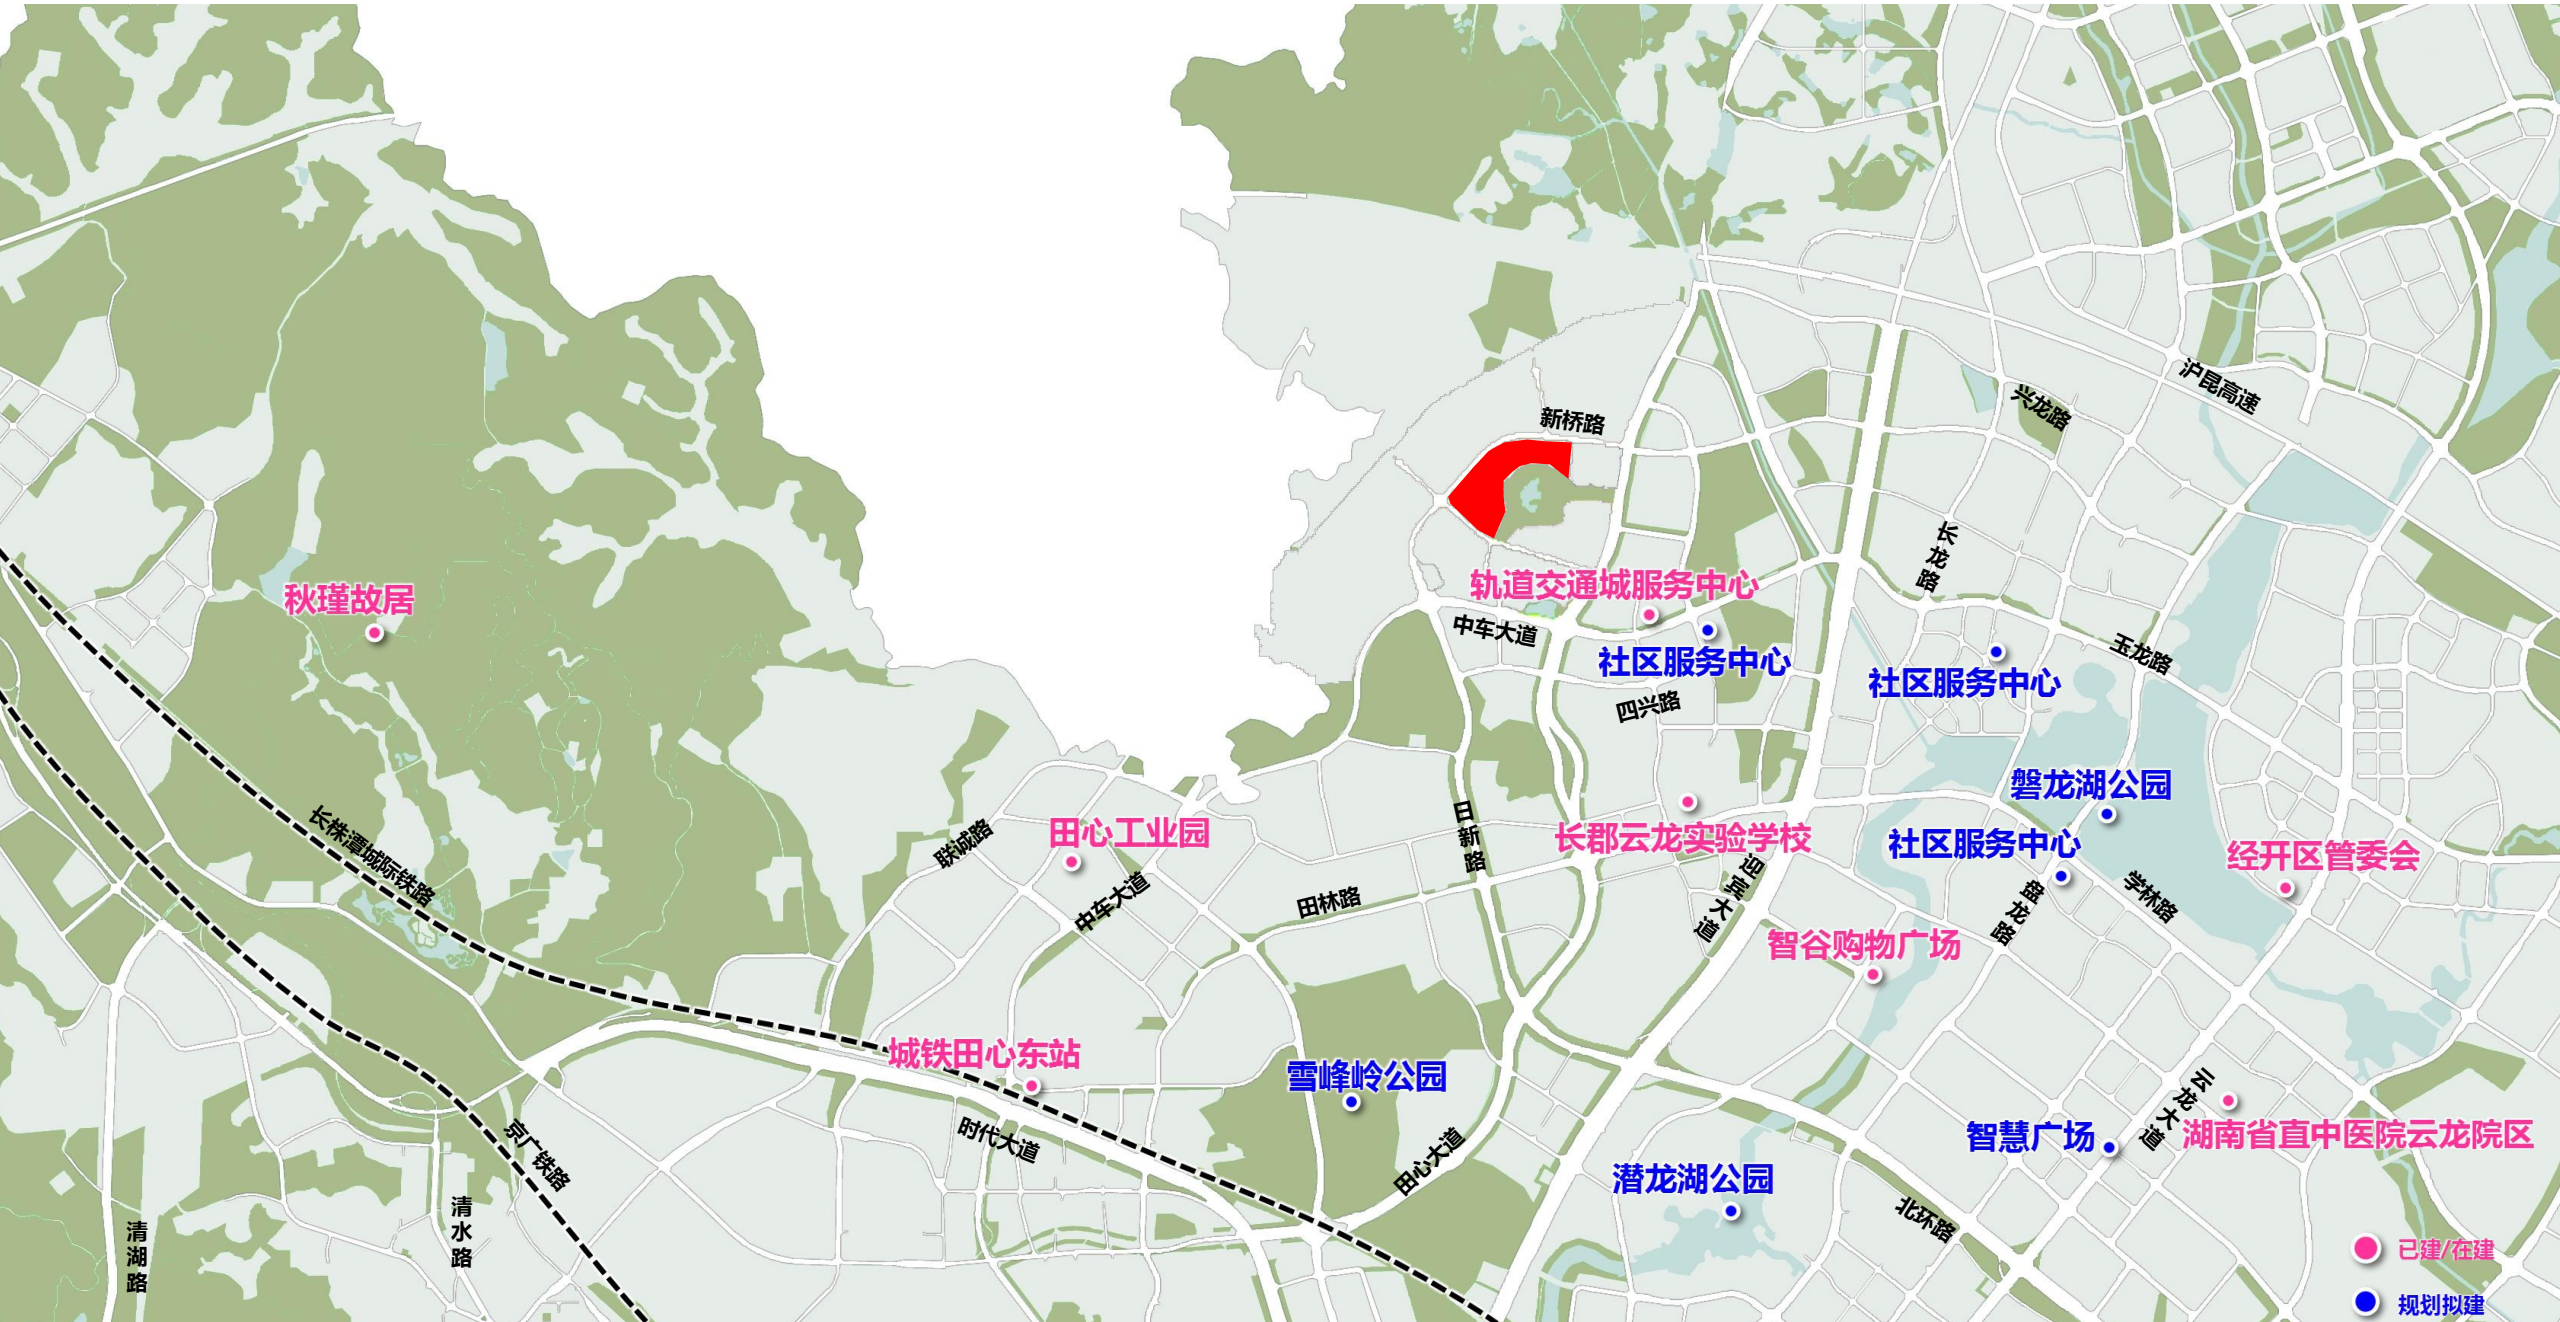 沪昆高速
兴龙路
新桥路
长龙路
轨道交通城服务中心
秋瑾故居
中车大道
社区服务中心
玉龙路
社区服务中心
四兴路
磐龙湖公园
长株潭城际铁路
联诚路
田心工业园
日新路
长郡云龙实验学校
社区服务中心
经开区管委会
迎宾大道
中车大道
田林路
盘龙路
学林路
智谷购物广场
城铁田心东站
雪峰岭公园
云龙大道
京广铁路
时代大道
田心大道
智慧广场
湖南省直中医院云龙院区
潜龙湖公园
清湖路
清水路
北环路
已建/在建
规划拟建